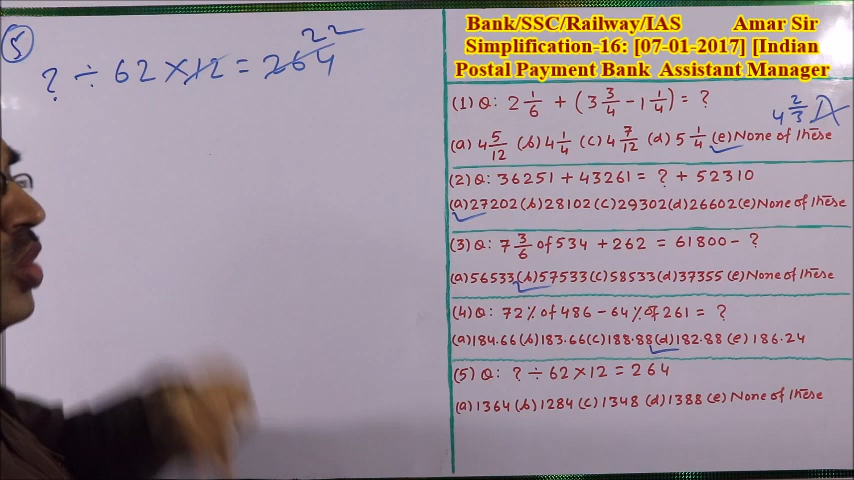 Bank/SSC/Railway/IAS Amar Sir
Simplification-16: [07-01-2017] [Indian
Postal Payment Bank Assistant Manager
(5)
22
? ÷ 62 × 12 = 264
(1) Q: 2 1/6 + (3 3/4 - 1 1/4) = ?
4 2/3
(a) 4 5/12 (b) 4 1/4 (c) 4 7/12 (d) 5 1/4 (e) None of these
(2) Q: 36251 + 43261 = ? + 52310
(a) 27202 (b) 28102 (c) 29302 (d) 26602 (e) None of these
(3) Q: 7 3/6 of 534 + 262 = 61800 - ?
(a) 56533 (b) 57533 (c) 58533 (d) 37355 (e) None of these
(4) Q: 72% of 486 - 64% of 261 = ?
(a) 184.66 (b) 183.66 (c) 188.88 (d) 182.88 (e) 186.24
(5) Q: ? ÷ 62 × 12 = 264
(a) 1364 (b) 1284 (c) 1348 (d) 1388 (e) None of these